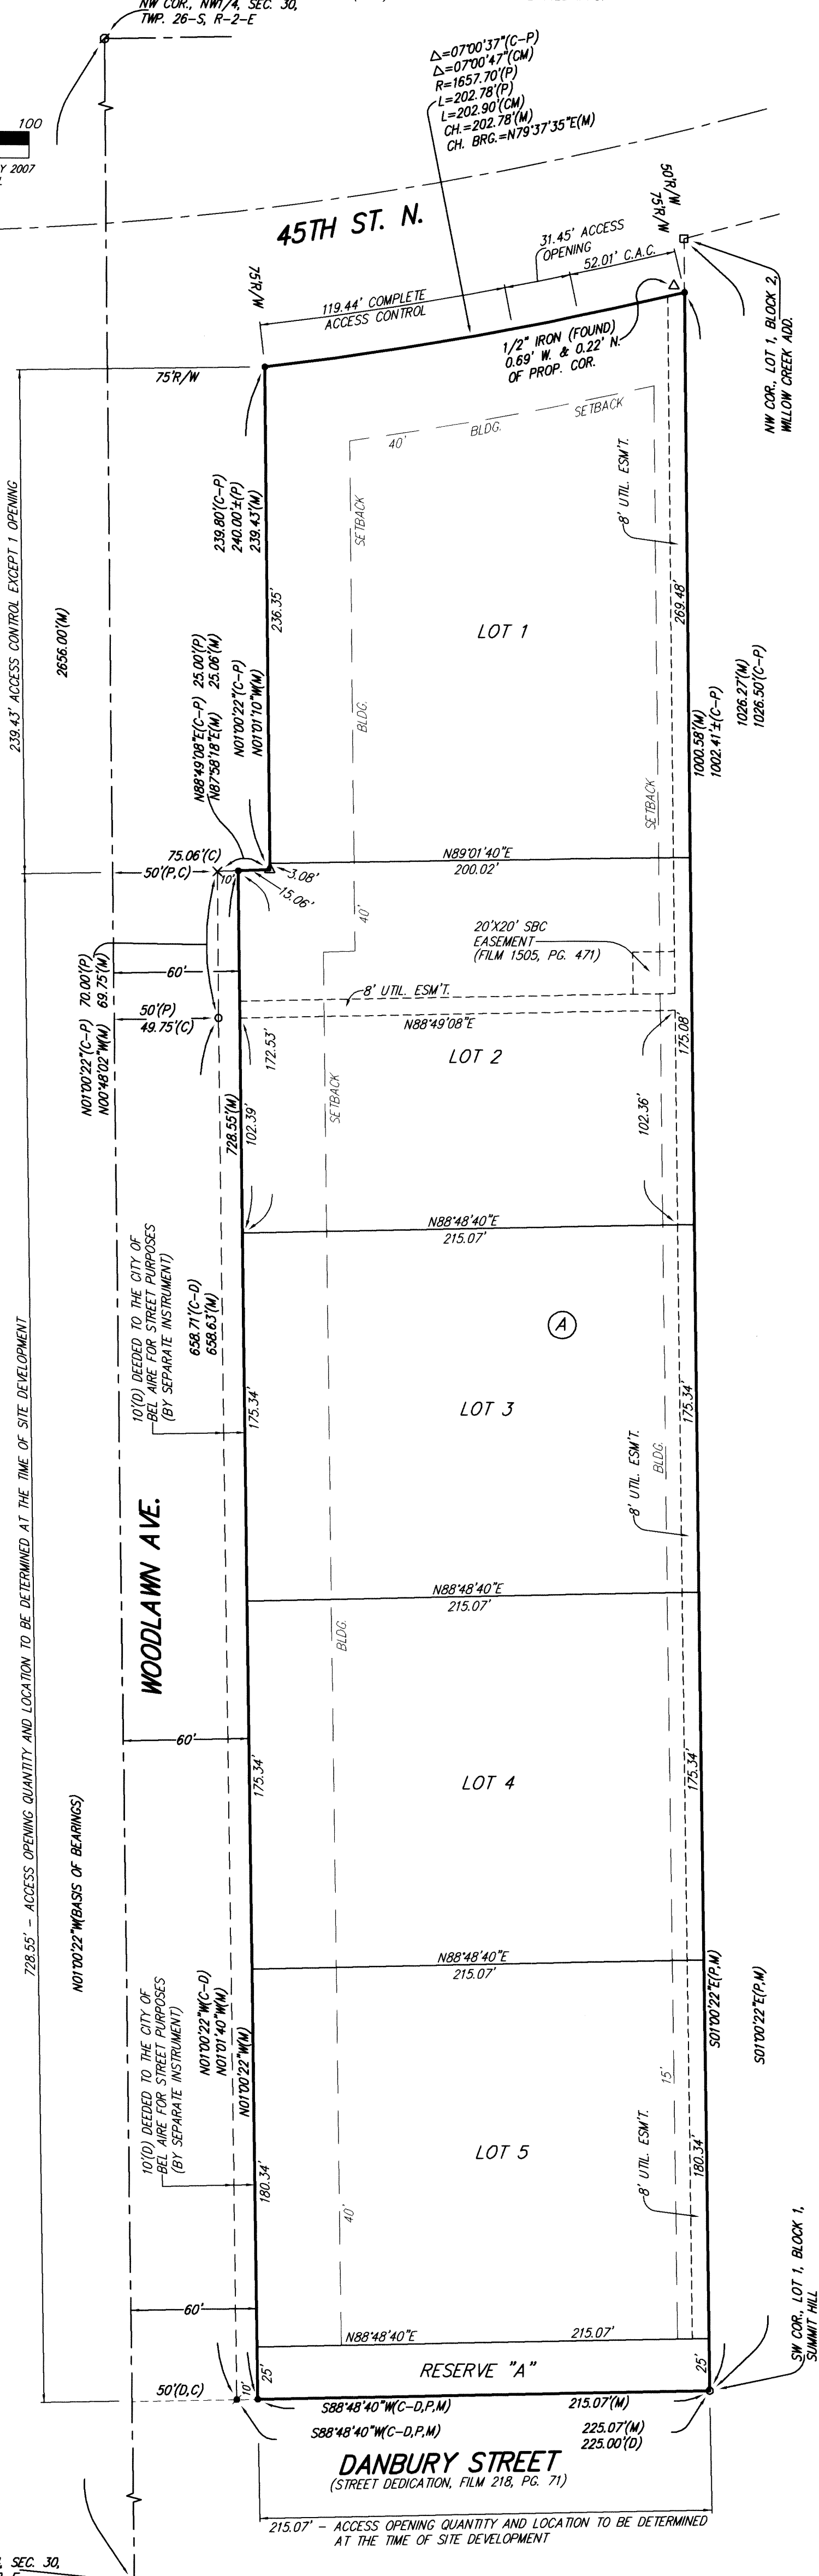 NW COR., NW1/4, SEC. 30,
TWP. 26-S, R-2-E
100
Y 2007
Δ=07°00'37"(C-P)
Δ=07°00'47"(CM)
R=1657.70'(P)
L=202.78'(P)
L=202.90'(CM)
CH.=202.78'(M)
CH. BRG.=N79°37'35"E(M)
45TH ST. N.
50'R/W
75'R/W
31.45' ACCESS
OPENING
52.01' C.A.C.
75'R/W
119.44' COMPLETE
ACCESS CONTROL
1/2" IRON (FOUND)
0.69' W. & 0.22' N.
OF PROP. COR.
NW COR., LOT 1, BLOCK 2,
WILLOW CREEK ADD.
75'R/W
40'
BLDG.
SETBACK
SETBACK
8' UTIL. ESM'T.
239.43' ACCESS CONTROL EXCEPT 1 OPENING
2656.00'(M)
239.80'(C-P)
240.00'±(P)
239.43'(M)
236.35'
LOT 1
269.48'
1000.58'(M)
1002.41'±(C-P)
1026.27'(M)
1026.50'(C-P)
N88°49'08"E(C-P) 25.00'(P)
N87°58'18"E(M) 25.06'(M)
N01°00'22"(C-P)
N01°01'10"W(M)
BLDG.
SETBACK
75.06'(C)
50'(P,C)
10'
3.08'
15.06'
N89°01'40"E
200.02'
40'
20'X20' SBC
EASEMENT
(FILM 1505, PG. 471)
60'
8' UTIL. ESM'T.
N01°00'22"(C-P) 70.00'(P)
N00°48'02"W(M) 69.75'(M)
50'(P)
49.75'(C)
N88°49'08"E
LOT 2
172.53'
175.08'
SETBACK
728.55'(M)
102.39'
102.36'
N88°48'40"E
215.07'
10'(D) DEEDED TO THE CITY OF
BEL AIRE FOR STREET PURPOSES
(BY SEPARATE INSTRUMENT)
658.71'(C-D)
658.63'(M)
A
LOT 3
175.34'
175.34'
BLDG.
8' UTIL. ESM'T.
WOODLAWN AVE.
N88°48'40"E
215.07'
BLDG.
728.55' - ACCESS OPENING QUANTITY AND LOCATION TO BE DETERMINED AT THE TIME OF SITE DEVELOPMENT
60'
175.34'
LOT 4
175.34'
N01°00'22"W(BASIS OF BEARINGS)
N88°48'40"E
215.07'
10'(D) DEEDED TO THE CITY OF
BEL AIRE FOR STREET PURPOSES
(BY SEPARATE INSTRUMENT)
N01°00'22"W(C-D)
N01°01'40"W(M)
N01°00'22"W(M)
S01°00'22"E(P,M)
S01°00'22"E(P,M)
15'
LOT 5
180.34'
180.34'
8' UTIL. ESM'T.
40'
SW COR., LOT 1, BLOCK 1,
SUMMIT HILL
60'
N88°48'40"E
215.07'
25'
RESERVE "A"
25'
50'(D,C)
10'
S88°48'40"W(C-D,P,M)
215.07'(M)
S88°48'40"W(C-D,P,M)
225.07'(M)
225.00'(D)
DANBURY STREET
(STREET DEDICATION, FILM 218, PG. 71)
215.07' - ACCESS OPENING QUANTITY AND LOCATION TO BE DETERMINED
AT THE TIME OF SITE DEVELOPMENT
SEC. 30,